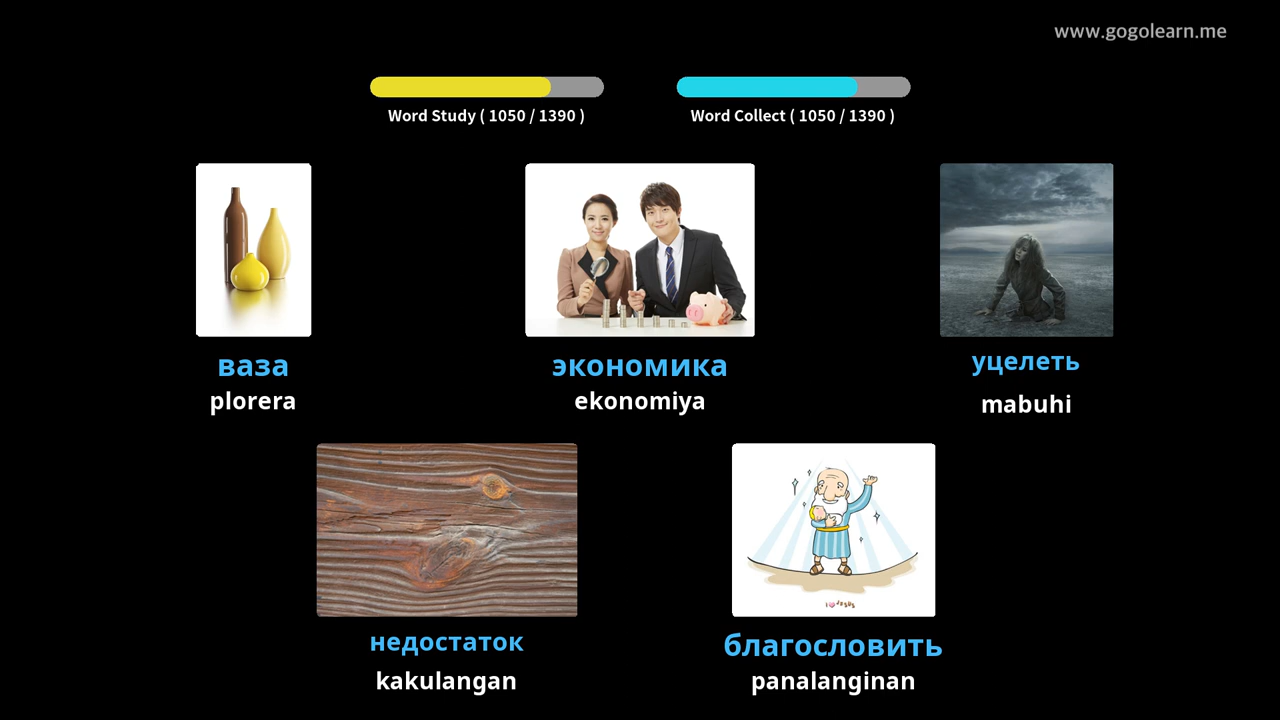 www.gogolearn.me
Word Study ( 1050 / 1390 )
Word Collect ( 1050 / 1390 )
ваза
plorera
экономика
ekonomiya
уцелеть
mabuhi
недостаток
kakulangan
благословить
panalanginan